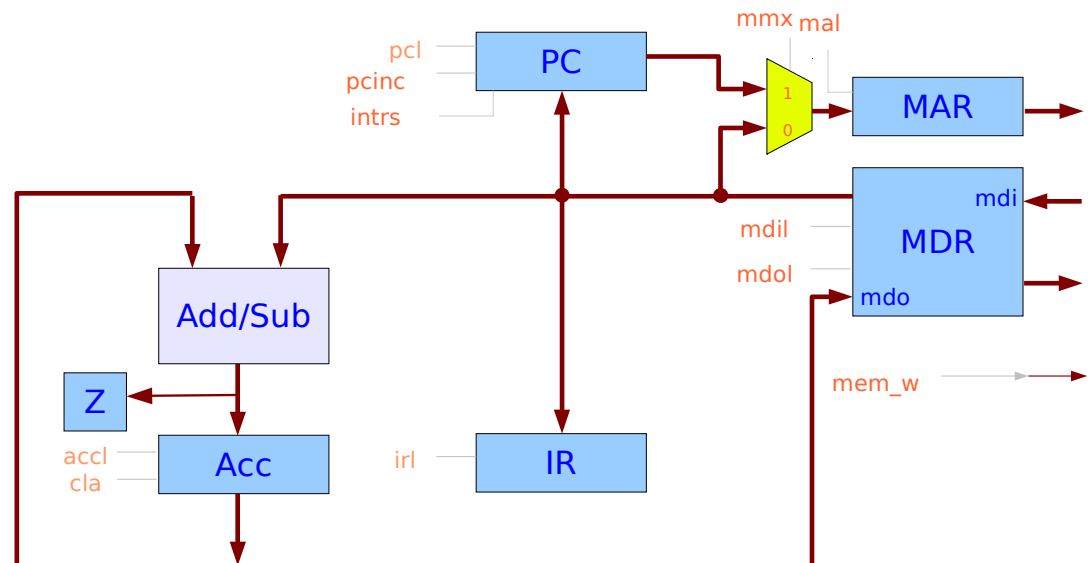 mmx
mal
pcl
PC
pcinc
1
MAR
intrs
0
mdi
mdil
MDR
mdol
mdo
Add/Sub
mem_w
Z
accl
Acc
irl
IR
cla